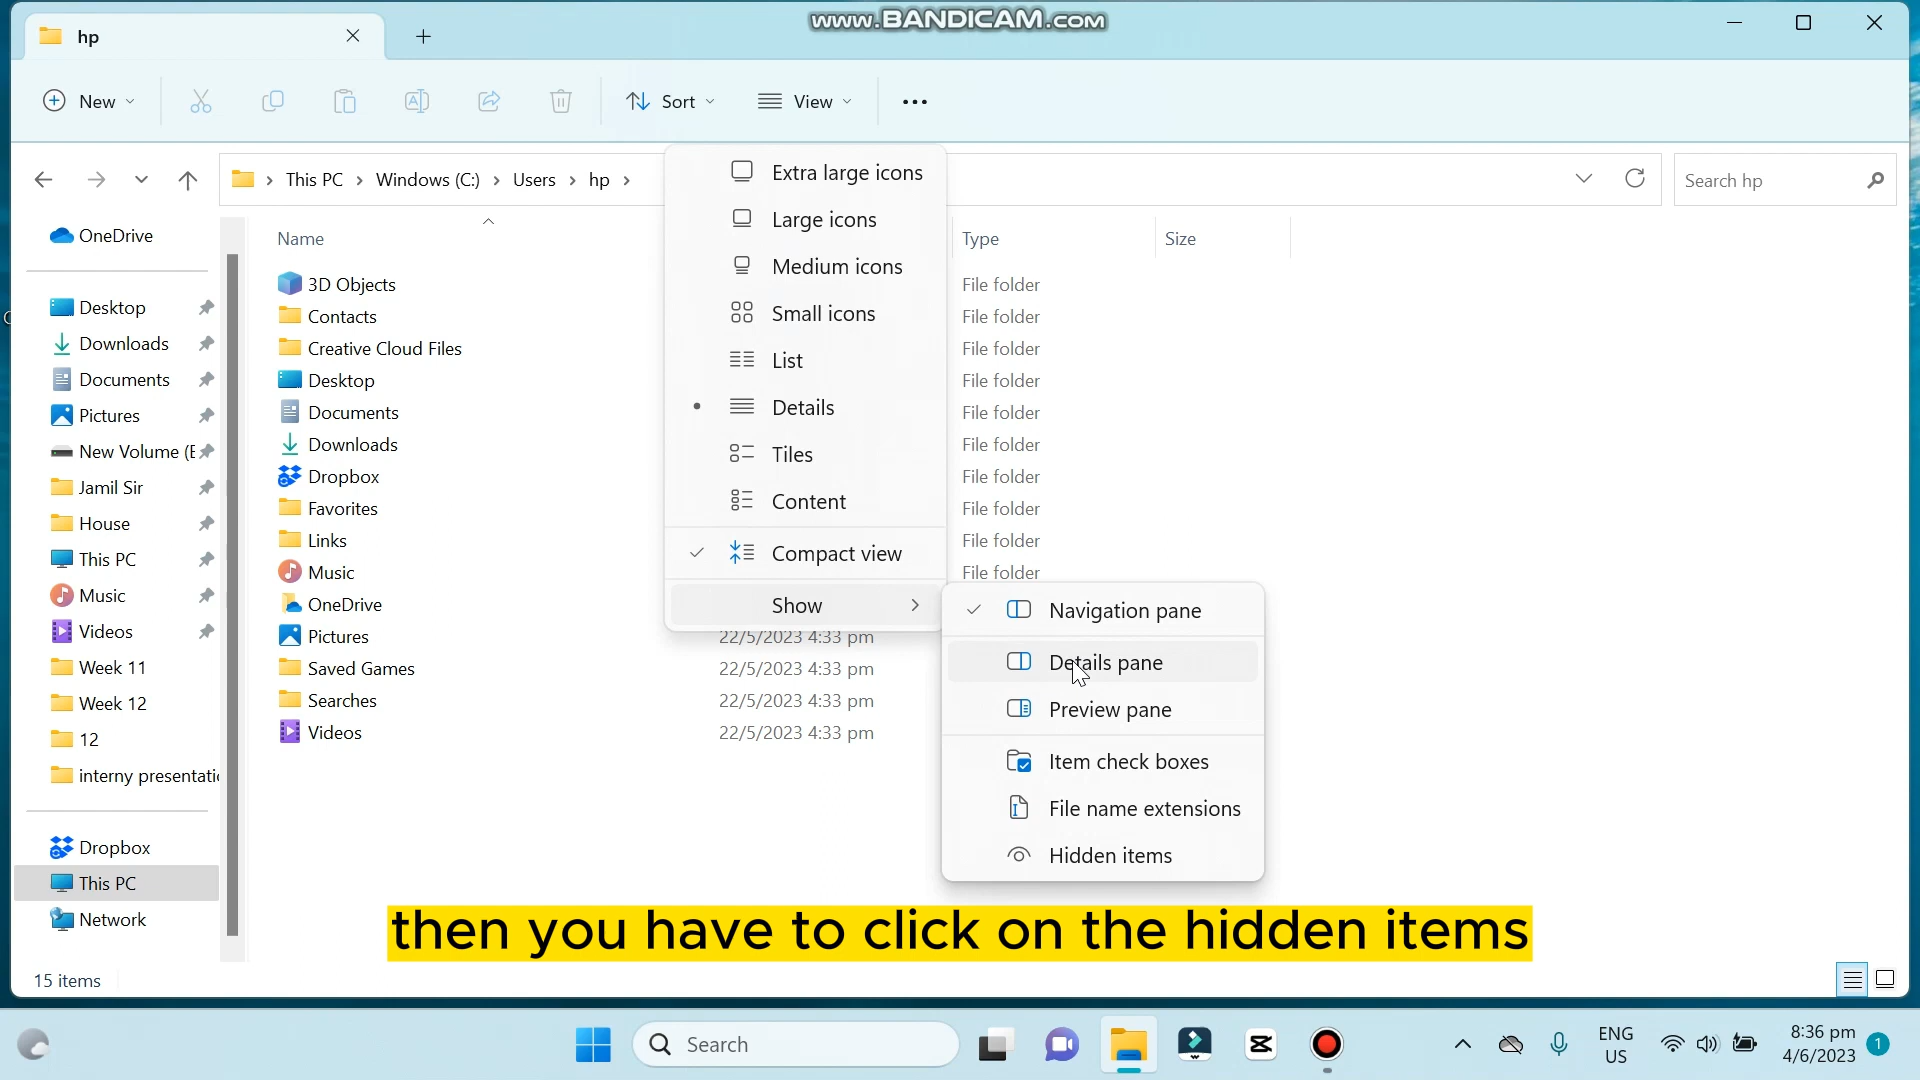 www.BANDICAM.com
hp
New
Sort
View
This PC
Windows (C:)
Users
hp
Search hp
OneDrive
Desktop
Downloads
Documents
Pictures
New Volume (E
Jamil Sir
House
This PC
Music
Videos
Week 11
Week 12
12
interny presentatio
Dropbox
This PC
Network
Name
Type
Size
3D Objects
File folder
Contacts
File folder
Creative Cloud Files
File folder
Desktop
File folder
Documents
File folder
Downloads
File folder
Dropbox
File folder
Favorites
File folder
Links
File folder
Music
File folder
OneDrive
Pictures
22/5/2023 4:33 pm
Saved Games
22/5/2023 4:33 pm
Searches
22/5/2023 4:33 pm
Videos
22/5/2023 4:33 pm
Extra large icons
Large icons
Medium icons
Small icons
List
Details
Tiles
Content
Compact view
Show
Navigation pane
Details pane
Preview pane
Item check boxes
File name extensions
Hidden items
then you have to click on the hidden items
15 items
Search
ENG
US
8:36 pm
4/6/2023
1